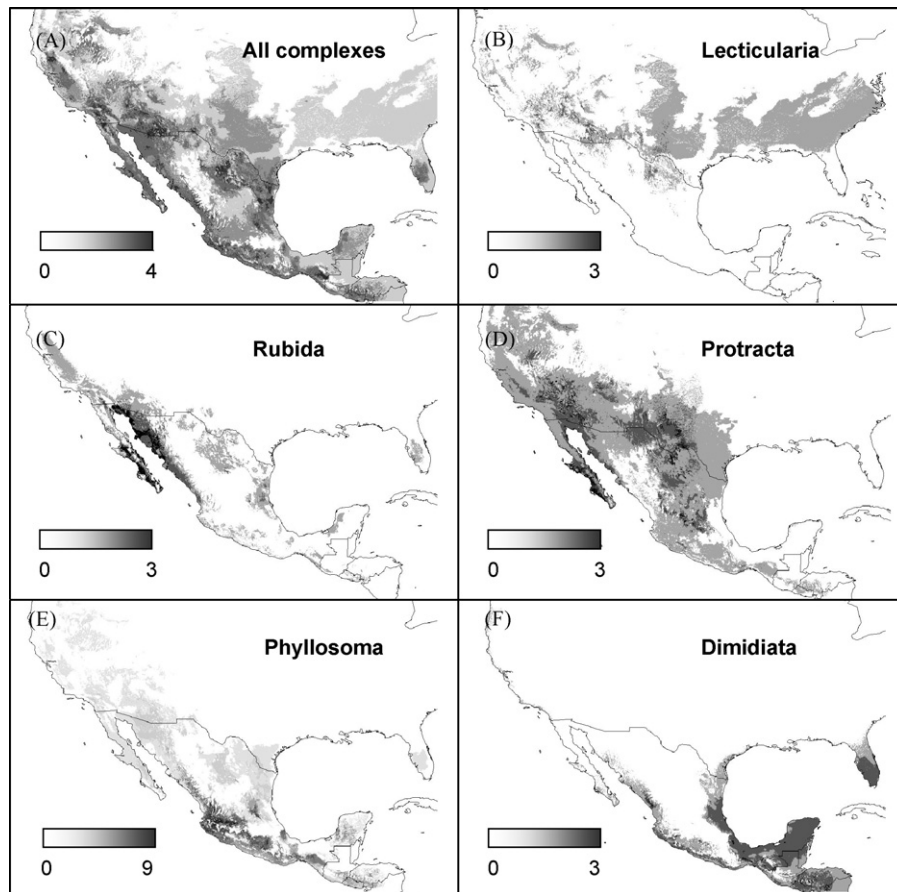 (A) All complexes
0 4
(B) Lecticularia
0 3
(C) Rubida
0 3
(D) Protracta
0 3
(E) Phyllosoma
0 9
(F) Dimidiata
0 3